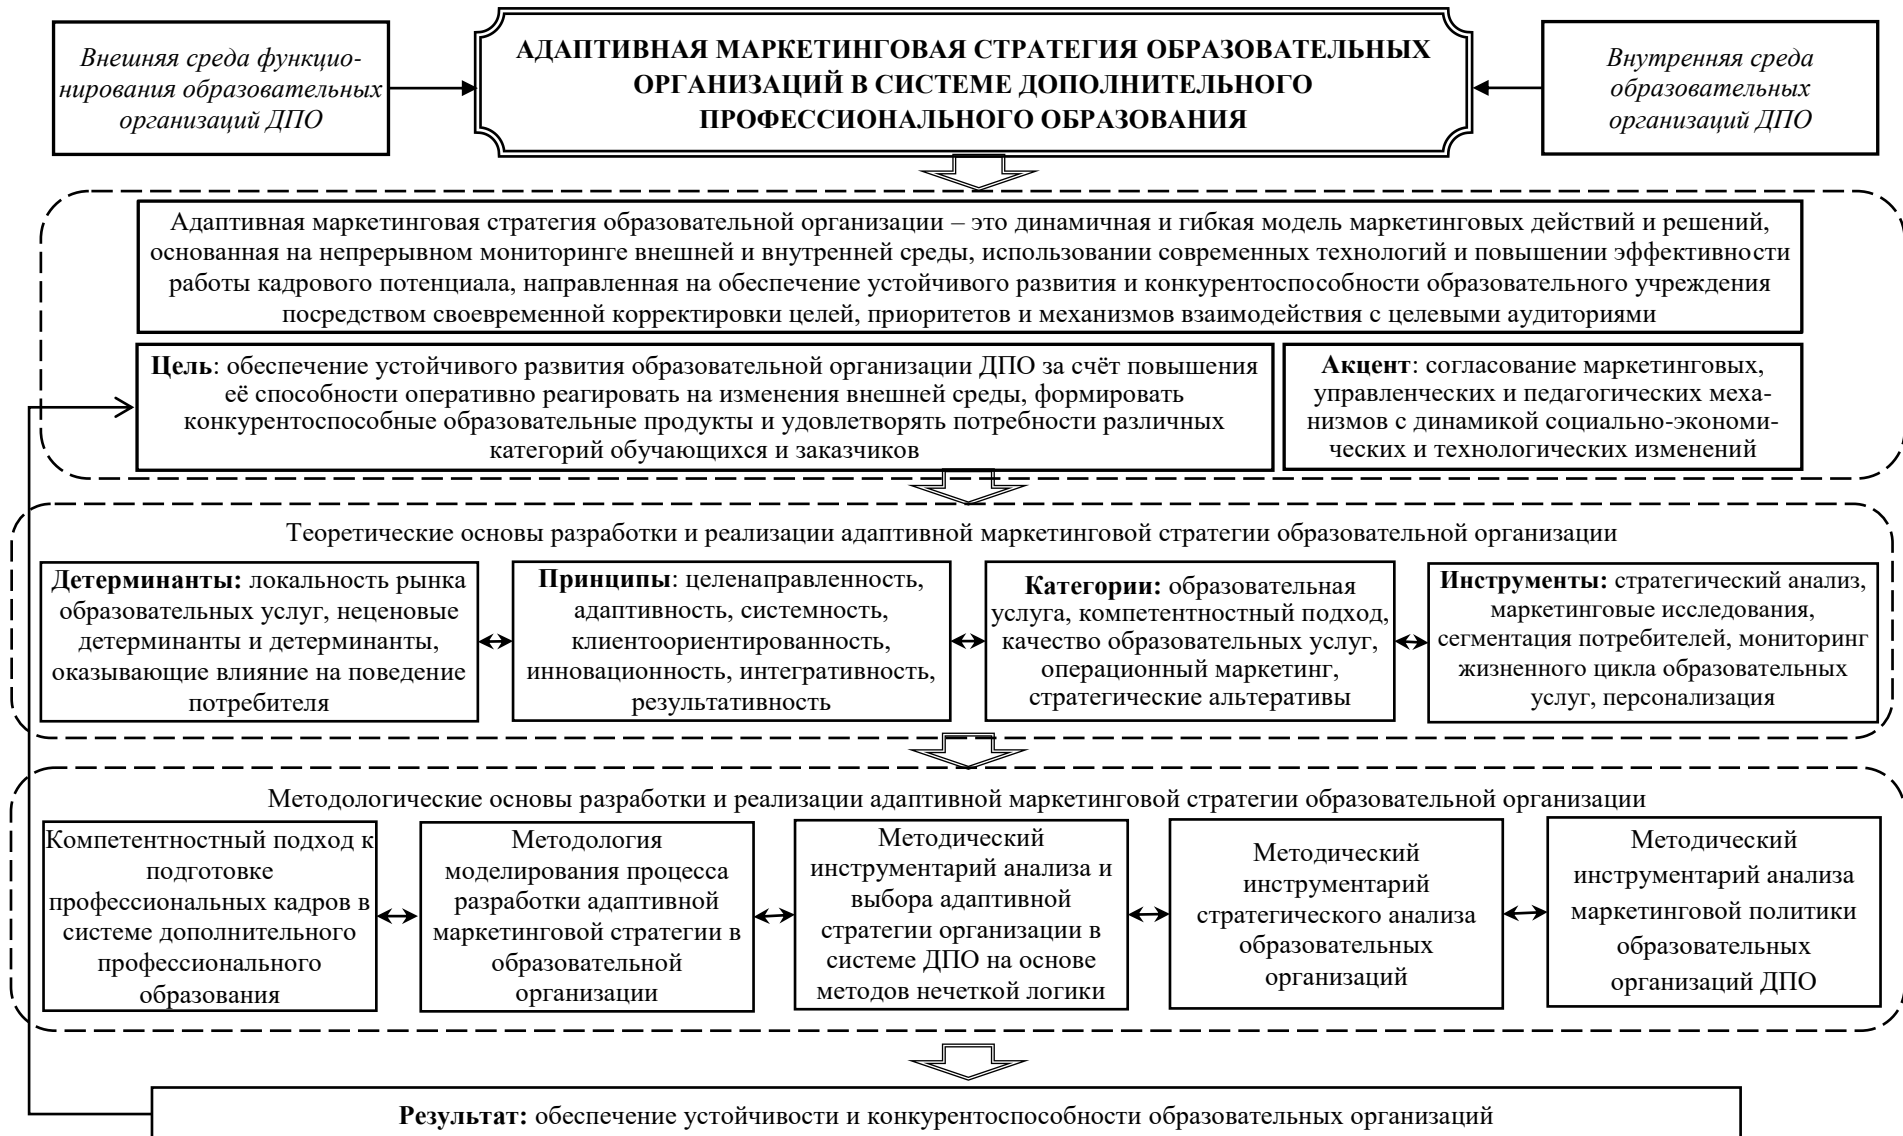 Внешняя среда функцио-
нирования образовательных
организаций ДПО
АДАПТИВНАЯ МАРКЕТИНГОВАЯ СТРАТЕГИЯ ОБРАЗОВАТЕЛЬНЫХ
ОРГАНИЗАЦИЙ В СИСТЕМЕ ДОПОЛНИТЕЛЬНОГО
ПРОФЕССИОНАЛЬНОГО ОБРАЗОВАНИЯ
Внутренняя среда
образовательных
организаций ДПО
Адаптивная маркетинговая стратегия образовательной организации – это динамичная и гибкая модель маркетинговых действий и решений,
основанная на непрерывном мониторинге внешней и внутренней среды, использовании современных технологий и повышении эффективности
работы кадрового потенциала, направленная на обеспечение устойчивого развития и конкурентоспособности образовательного учреждения
посредством своевременной корректировки целей, приоритетов и механизмов взаимодействия с целевыми аудиториями
Цель: обеспечение устойчивого развития образовательной организации ДПО за счёт повышения
её способности оперативно реагировать на изменения внешней среды, формировать
конкурентоспособные образовательные продукты и удовлетворять потребности различных
категорий обучающихся и заказчиков
Акцент: согласование маркетинговых,
управленческих и педагогических меха-
низмов с динамикой социально-экономи-
ческих и технологических изменений
Теоретические основы разработки и реализации адаптивной маркетинговой стратегии образовательной организации
Детерминанты: локальность рынка
образовательных услуг, неценовые
детерминанты и детерминанты,
оказывающие влияние на поведение
потребителя
Принципы: целенаправленность,
адаптивность, системность,
клиентоориентированность,
инновационность, интегративность,
результативность
Категории: образовательная
услуга, компетентностный подход,
качество образовательных услуг,
операционный маркетинг,
стратегические альтеративы
Инструменты: стратегический анализ,
маркетинговые исследования,
сегментация потребителей, мониторинг
жизненного цикла образовательных
услуг, персонализация
Методологические основы разработки и реализации адаптивной маркетинговой стратегии образовательной организации
Компетентностный подход к
подготовке
профессиональных кадров в
системе дополнительного
профессионального
образования
Методология
моделирования процесса
разработки адаптивной
маркетинговой стратегии в
образовательной
организации
Методический
инструментарий анализа и
выбора адаптивной
стратегии организации в
системе ДПО на основе
методов нечеткой логики
Методический
инструментарий
стратегического анализа
образовательных
организаций
Методический
инструментарий анализа
маркетинговой политики
образовательных
организаций ДПО
Результат: обеспечение устойчивости и конкурентоспособности образовательных организаций